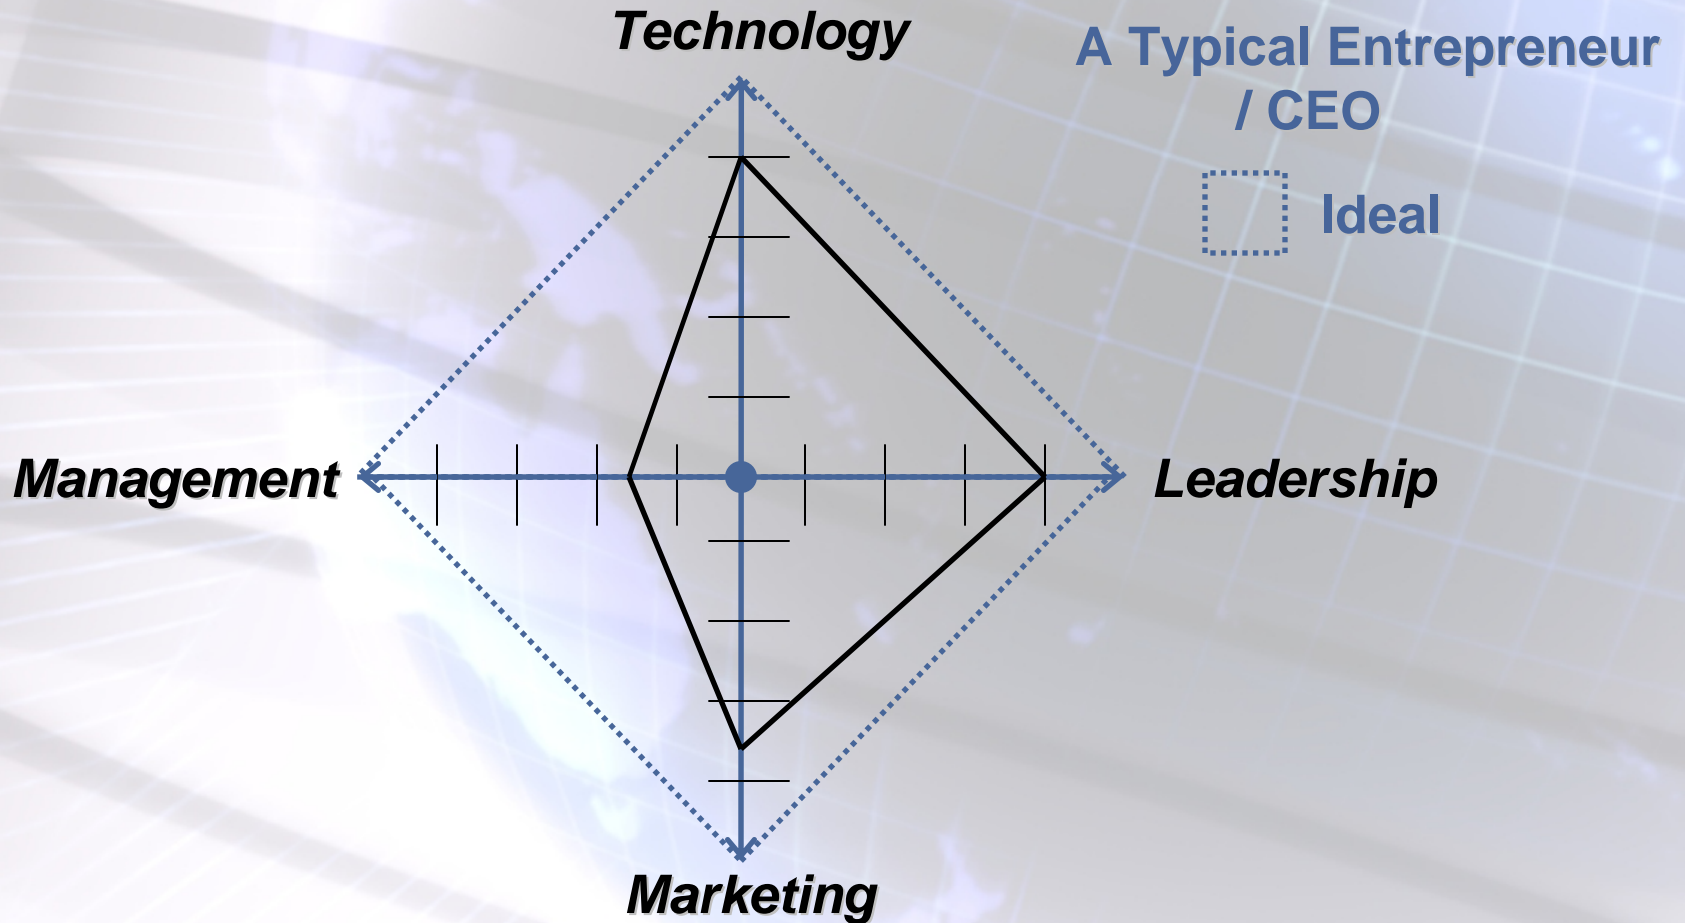 Technology
A Typical Entrepreneur
/ CEO
Ideal
Management
Leadership
Marketing